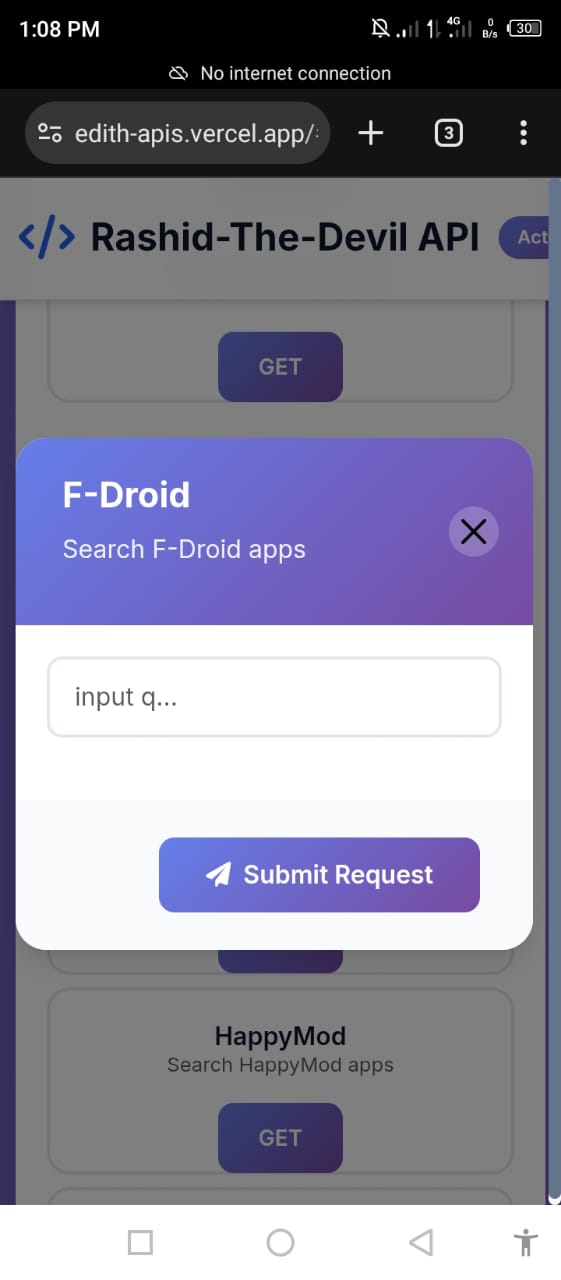 1:08 PM
4G
0
B/s
30
No internet connection
edith-apis.vercel.app/
3
</> Rashid-The-Devil API
Act
GET
F-Droid
Search F-Droid apps
input q...
Submit Request
HappyMod
Search HappyMod apps
GET